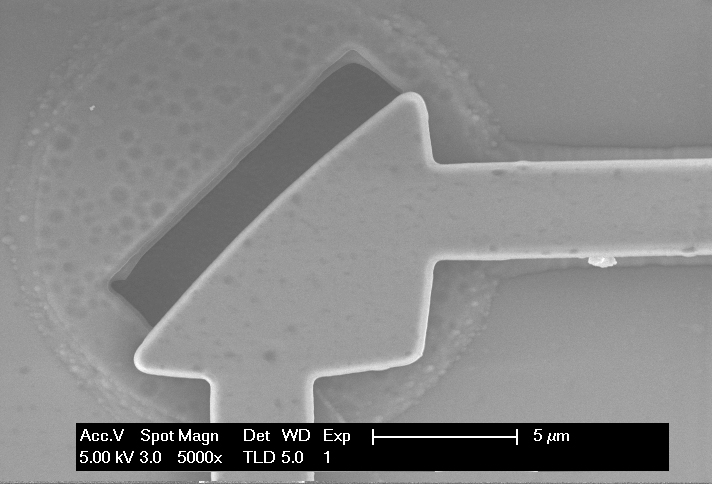 Acc.V Spot Magn Det WD Exp 5 µm
5.00 kV 3.0 5000x TLD 5.0 1